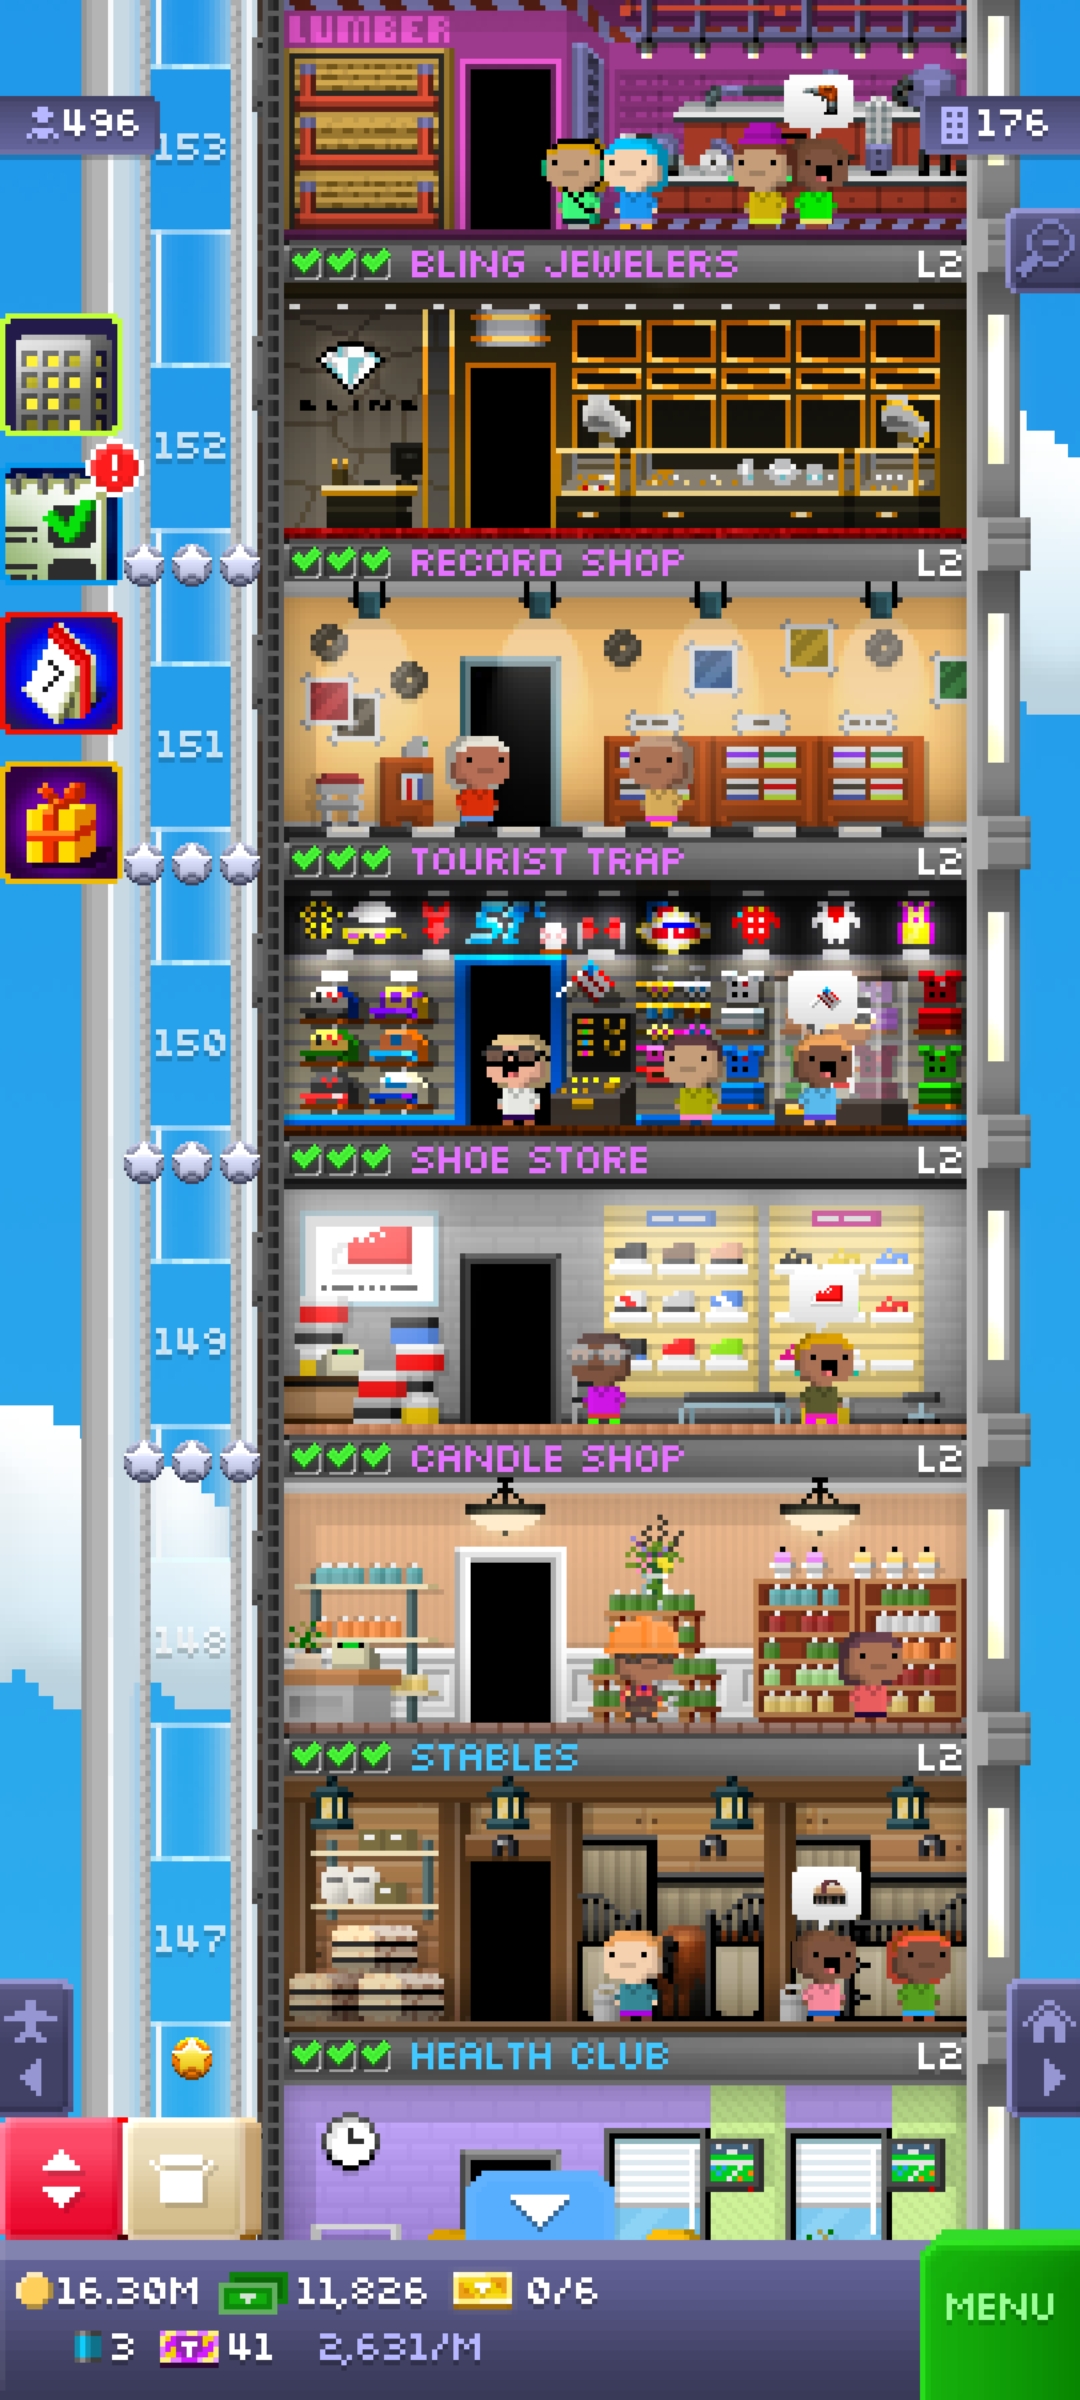 LUMBER
496
153
176
BLING JEWELERS L2
BLING
152
RECORD SHOP L2
7
151
TOURIST TRAP L2
150
SHOE STORE L2
149
CANDLE SHOP L2
148
STABLES L2
147
HEALTH CLUB L2
16.30M 11,826 0/6
MENU
3 T 41 2,631/M